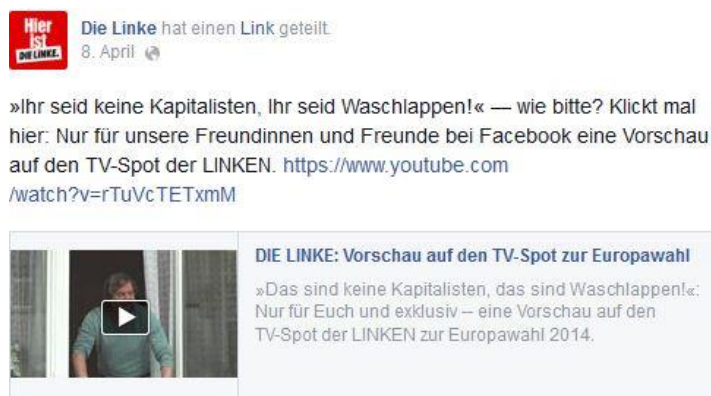 Hier
ist
DIE LINKE.
Die Linke hat einen Link geteilt.
8. April
»Ihr seid keine Kapitalisten, Ihr seid Waschlappen!« — wie bitte? Klickt mal
hier: Nur für unsere Freundinnen und Freunde bei Facebook eine Vorschau
auf den TV-Spot der LINKEN. https://www.youtube.com
/watch?v=rTuVcTETxmM
DIE LINKE: Vorschau auf den TV-Spot zur Europawahl
»Das sind keine Kapitalisten, das sind Waschlappen!«:
Nur für Euch und exklusiv – eine Vorschau auf den
TV-Spot der LINKEN zur Europawahl 2014.